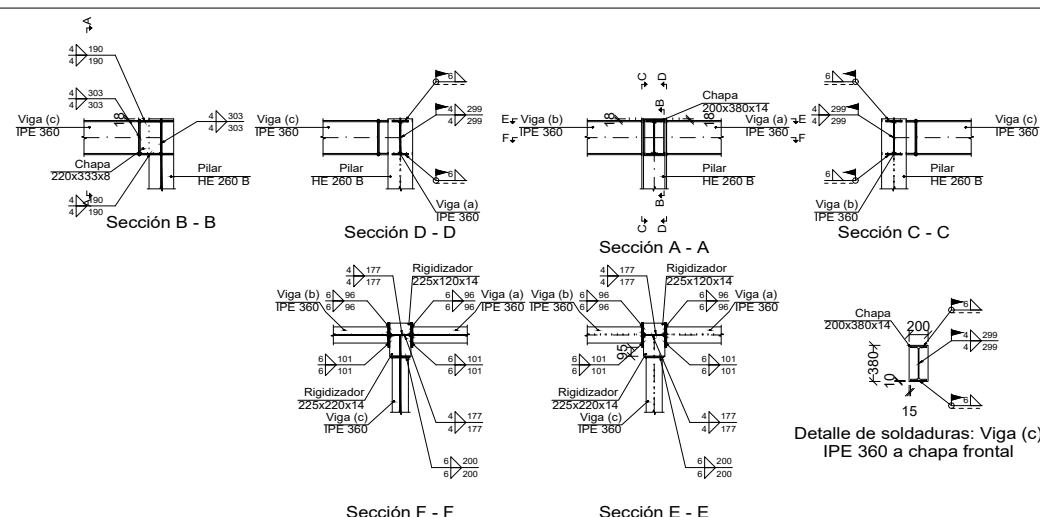 A
4 190
4 190
4 303
4 303
18
4 303
4 303
Viga (c)
IPE 360
Chapa
220x333x8
Pilar
HE 260 B
4 190
4 190
A
Sección B - B
6
4 299
4 299
Viga (c)
IPE 360
Pilar
HE 260 B
6
Viga (a)
IPE 360
Sección D - D
C D
Chapa
200x380x14
B
E Viga (b)
IPE 360
F
18
18
Viga (a) E
IPE 360
F
Pilar
HE 260 B
B
C D
Sección A - A
6
4 299
4 299
Viga (c)
IPE 360
6
Pilar
HE 260 B
Viga (b)
IPE 360
Sección C - C
4 177
4 177
Rigidizador
225x120x14
Viga (b)
IPE 360
6 96
6 96
6 96
6 96
Viga (a)
IPE 360
6 101
6 101
6 101
6 101
Rigidizador
225x220x14
Viga (c)
IPE 360
4 177
4 177
6 200
6 200
Sección F - F
4 177
4 177
Rigidizador
225x120x14
Viga (b)
IPE 360
6 96
6 96
6 96
6 96
Viga (a)
IPE 360
95
6 101
6 101
6 101
6 101
Rigidizador
225x220x14
Viga (c)
IPE 360
4 177
4 177
6 200
6 200
Sección E - E
6
Chapa
200x380x14
200
4 299
4 299
380
10
15
6
Detalle de soldaduras: Viga (c)
IPE 360 a chapa frontal